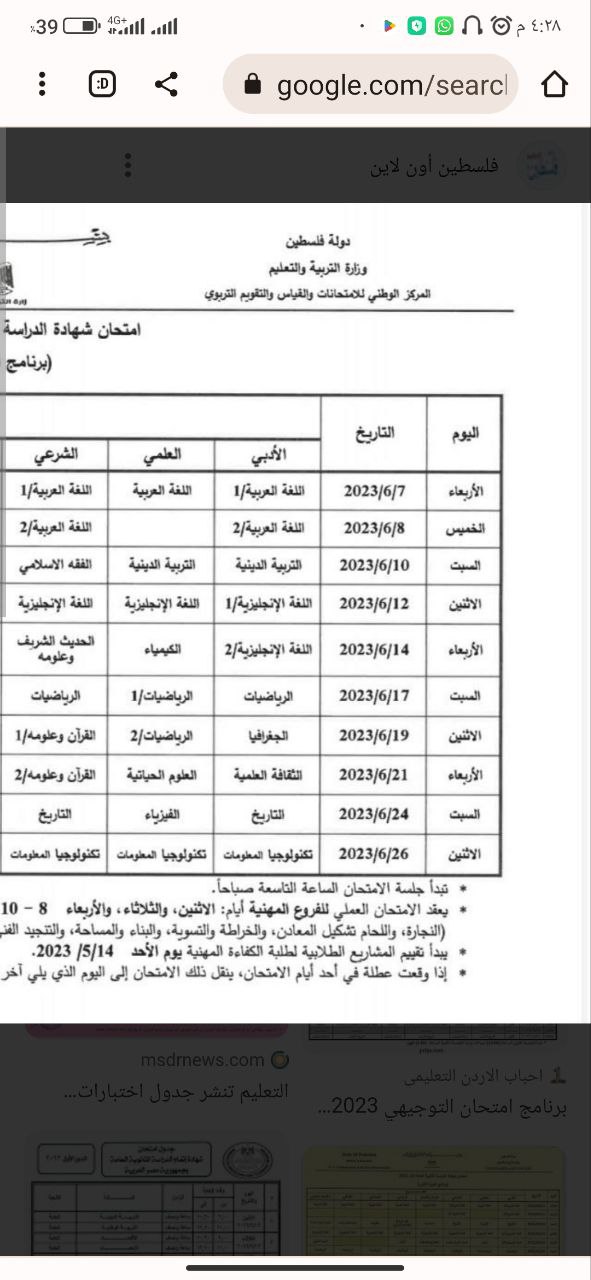 ٤:٢٨ م
4G+
٪39
google.com/searc
:D
فلسطين أون لاين
دولة فلسطين
وزارة التربية والتعليم
المركز الوطني للامتحانات والقياس والتقويم التربوي
امتحان شهادة الدراسة
(برنامج
اليوم التاريخ
الأدبي العلمي الشرعي
الأربعاء 2023/6/7 اللغة العربية/1 اللغة العربية اللغة العربية/1
الخميس 2023/6/8 اللغة العربية/2 اللغة العربية/2
السبت 2023/6/10 التربية الدينية التربية الدينية الفقه الاسلامي
الاثنين 2023/6/12 اللغة الإنجليزية/1 اللغة الإنجليزية اللغة الإنجليزية
الأربعاء 2023/6/14 اللغة الإنجليزية/2 الكيمياء الحديث الشريف وعلومه
السبت 2023/6/17 الرياضيات الرياضيات/1 الرياضيات
الاثنين 2023/6/19 الجغرافيا الرياضيات/2 القرآن وعلومه/1
الأربعاء 2023/6/21 الثقافة العلمية العلوم الحياتية القرآن وعلومه/2
السبت 2023/6/24 التاريخ الفيزياء التاريخ
الاثنين 2023/6/26 تكنولوجيا المعلومات تكنولوجيا المعلومات تكنولوجيا المعلومات
* تبدأ جلسة الامتحان الساعة التاسعة صباحاً.
* يعقد الامتحان العملي للفروع المهنية أيام: الاثنين، والثلاثاء، والأربعاء 8 – 10
(النجارة، واللحام تشكيل المعادن، والخراطة والتسوية، والبناء والمساحة، والتنجيد الفن
* يبدأ تقييم المشاريع الطلابية لطلبة الكفاءة المهنية يوم الأحد 5/14/ 2023.
* إذا وقعت عطلة في أحد أيام الامتحان، ينقل ذلك الامتحان إلى اليوم الذي يلي آخر
احباب الاردن التعليمي
برنامج امتحان التوجيهي 2023...
msdrnews.com
التعليم تنشر جدول اختبارات...